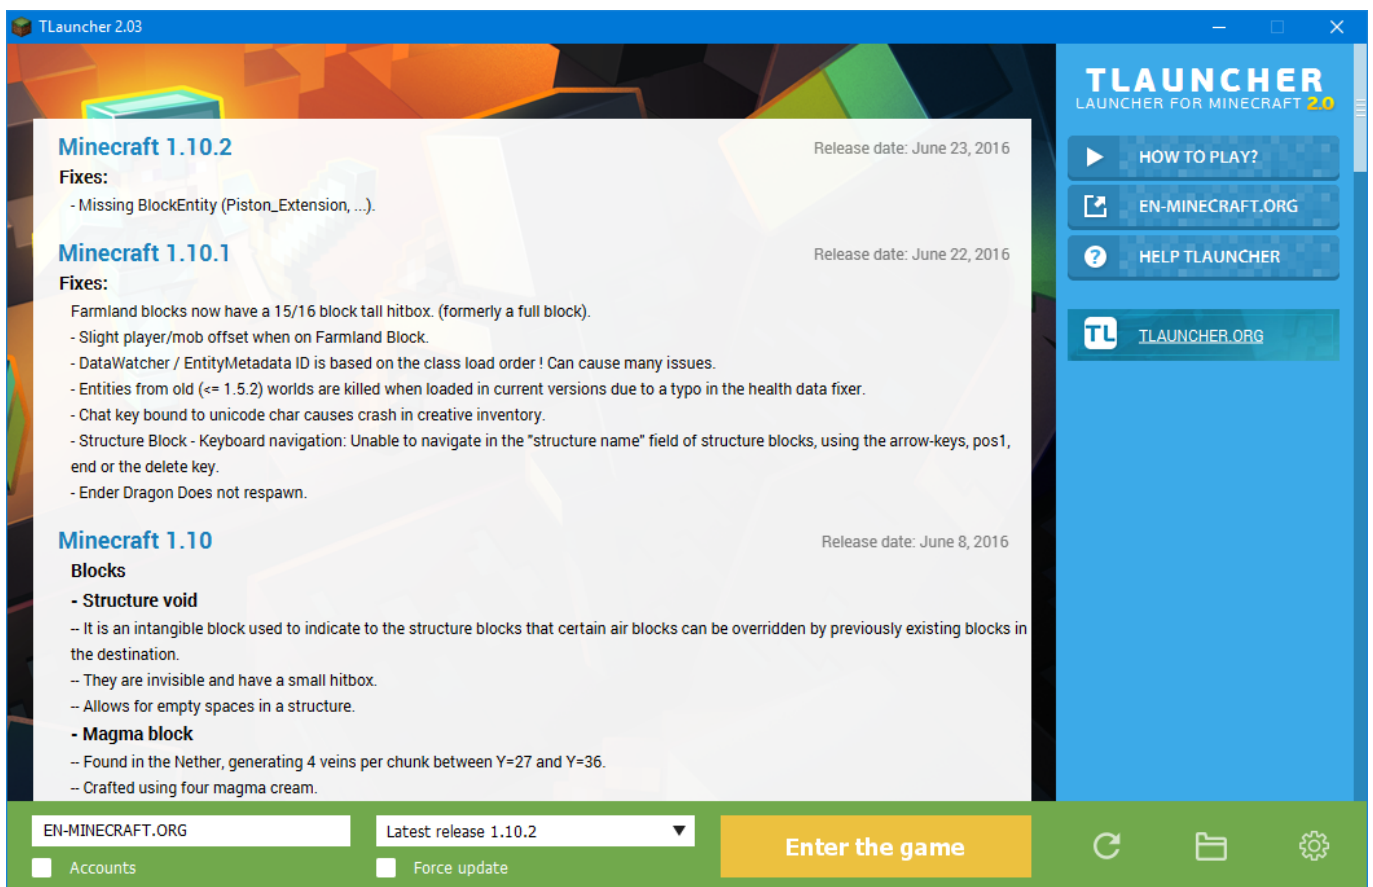 TLauncher 2.03
TLAUNCHER
LAUNCHER FOR MINECRAFT 2.0
HOW TO PLAY?
EN-MINECRAFT.ORG
HELP TLAUNCHER
TL TLAUNCHER.ORG
Minecraft 1.10.2 Release date: June 23, 2016
Fixes:
- Missing BlockEntity (Piston_Extension, ...).
Minecraft 1.10.1 Release date: June 22, 2016
Fixes:
Farmland blocks now have a 15/16 block tall hitbox. (formerly a full block).
- Slight player/mob offset when on Farmland Block.
- DataWatcher / EntityMetadata ID is based on the class load order ! Can cause many issues.
- Entities from old (<= 1.5.2) worlds are killed when loaded in current versions due to a typo in the health data fixer.
- Chat key bound to unicode char causes crash in creative inventory.
- Structure Block - Keyboard navigation: Unable to navigate in the "structure name" field of structure blocks, using the arrow-keys, pos1,
end or the delete key.
- Ender Dragon Does not respawn.
Minecraft 1.10 Release date: June 8, 2016
Blocks
- Structure void
-- It is an intangible block used to indicate to the structure blocks that certain air blocks can be overridden by previously existing blocks in
the destination.
-- They are invisible and have a small hitbox.
-- Allows for empty spaces in a structure.
- Magma block
-- Found in the Nether, generating 4 veins per chunk between Y=27 and Y=36.
-- Crafted using four magma cream.
EN-MINECRAFT.ORG
Accounts
Latest release 1.10.2
Force update
Enter the game